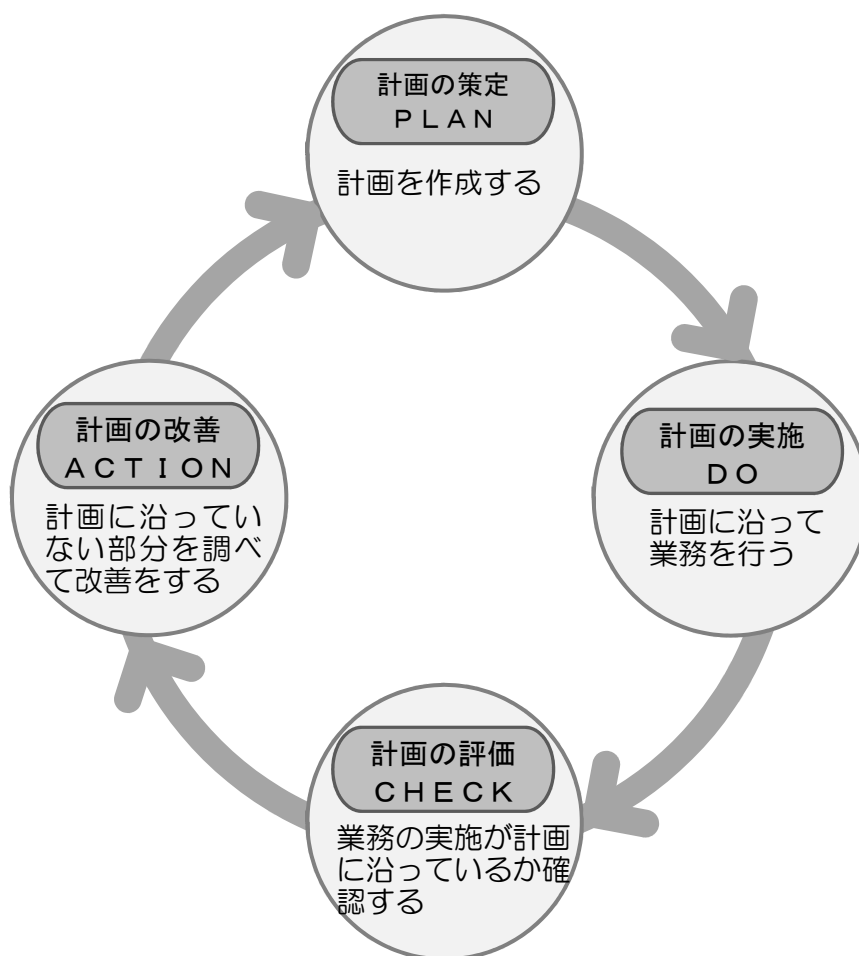 計画の策定
ＰＬＡＮ
計画を作成する
計画の実施
ＤＯ
計画に沿って
業務を行う
計画の評価
ＣＨＥＣＫ
業務の実施が計画
に沿っているか確
認する
計画の改善
ＡＣＴＩＯＮ
計画に沿ってい
ない部分を調べ
て改善をする